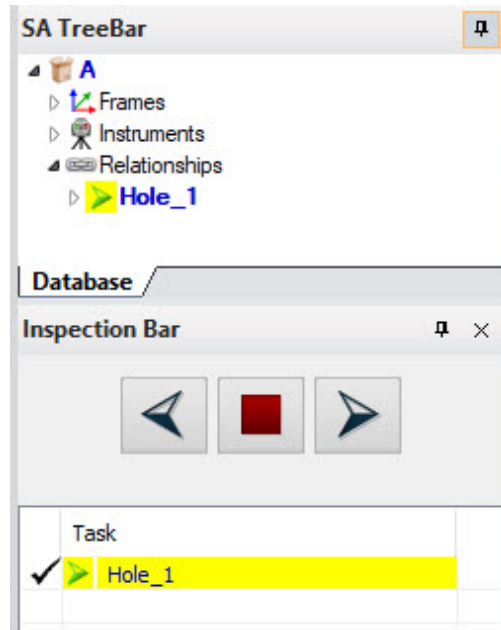 SA TreeBar
A
Frames
Instruments
Relationships
Hole_1
Database
Inspection Bar
Task
Hole_1